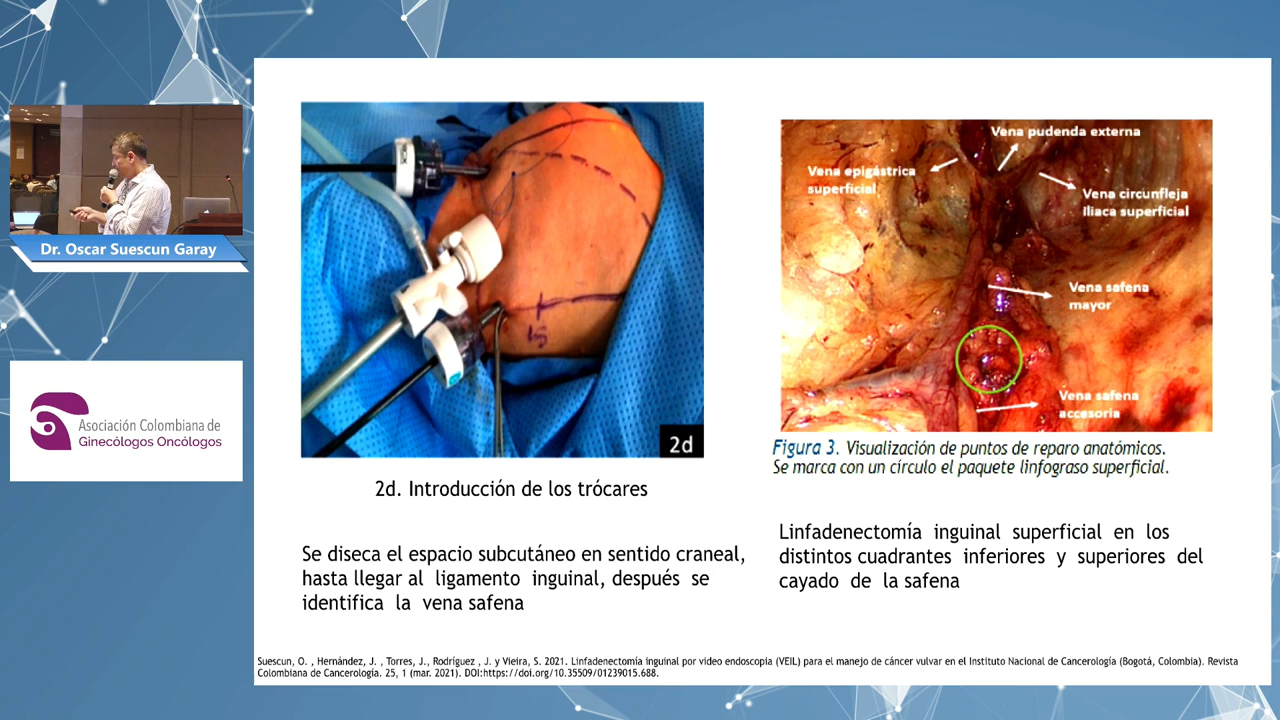 Dr. Oscar Suescun Garay
Asociación Colombiana de
Ginecólogos Oncólogos
2d
2d. Introducción de los trócares
Se diseca el espacio subcutáneo en sentido craneal,
hasta llegar al ligamento inguinal, después se
identifica la vena safena
Vena pudenda externa
Vena epigástrica
superficial
Vena circunfleja
Iliaca superficial
Vena safena
mayor
Vena safena
accesoria
Figura 3. Visualización de puntos de reparo anatómicos.
Se marca con un círculo el paquete linfograso superficial.
Linfadenectomía inguinal superficial en los
distintos cuadrantes inferiores y superiores del
cayado de la safena
Suescun, O. , Hernández, J. , Torres, J., Rodríguez , J. y Vieira, S. 2021. Linfadenectomía inguinal por video endoscopia (VEIL) para el manejo de cáncer vulvar en el Instituto Nacional de Cancerología (Bogotá, Colombia). Revista
Colombiana de Cancerología. 25, 1 (mar. 2021). DOI:https://doi.org/10.35509/01239015.688.